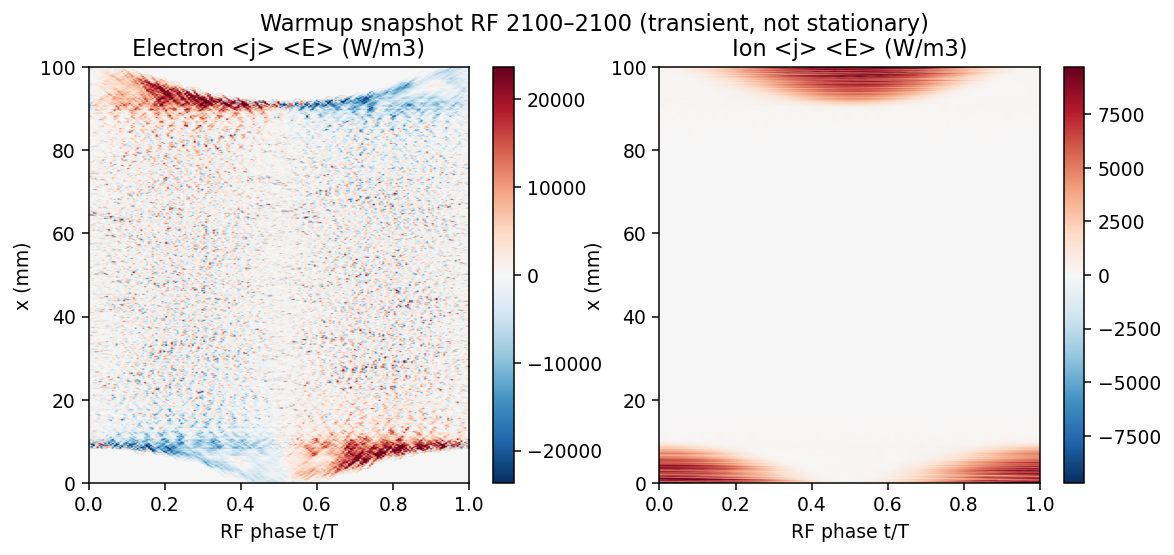 Warmup snapshot RF 2100–2100 (transient, not stationary)
Electron <j> <E> (W/m3)
Ion <j> <E> (W/m3)
x (mm)
100
80
60
40
20
0
0.0 0.2 0.4 0.6 0.8 1.0
RF phase t/T
20000
10000
0
−10000
−20000
x (mm)
100
80
60
40
20
0
0.0 0.2 0.4 0.6 0.8 1.0
RF phase t/T
7500
5000
2500
0
−2500
−5000
−7500